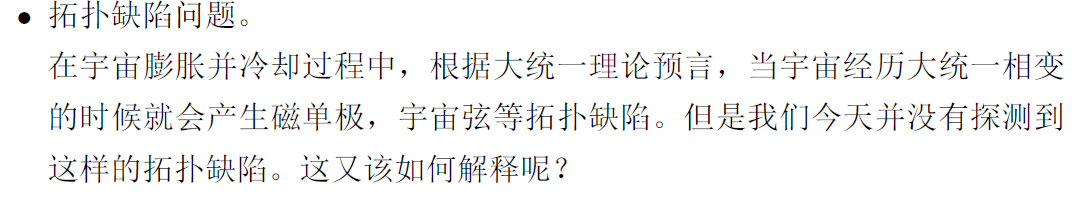 • 拓扑缺陷问题。
在宇宙膨胀并冷却过程中，根据大统一理论预言，当宇宙经历大统一相变
的时候就会产生磁单极，宇宙弦等拓扑缺陷。但是我们今天并没有探测到
这样的拓扑缺陷。这又该如何解释呢？